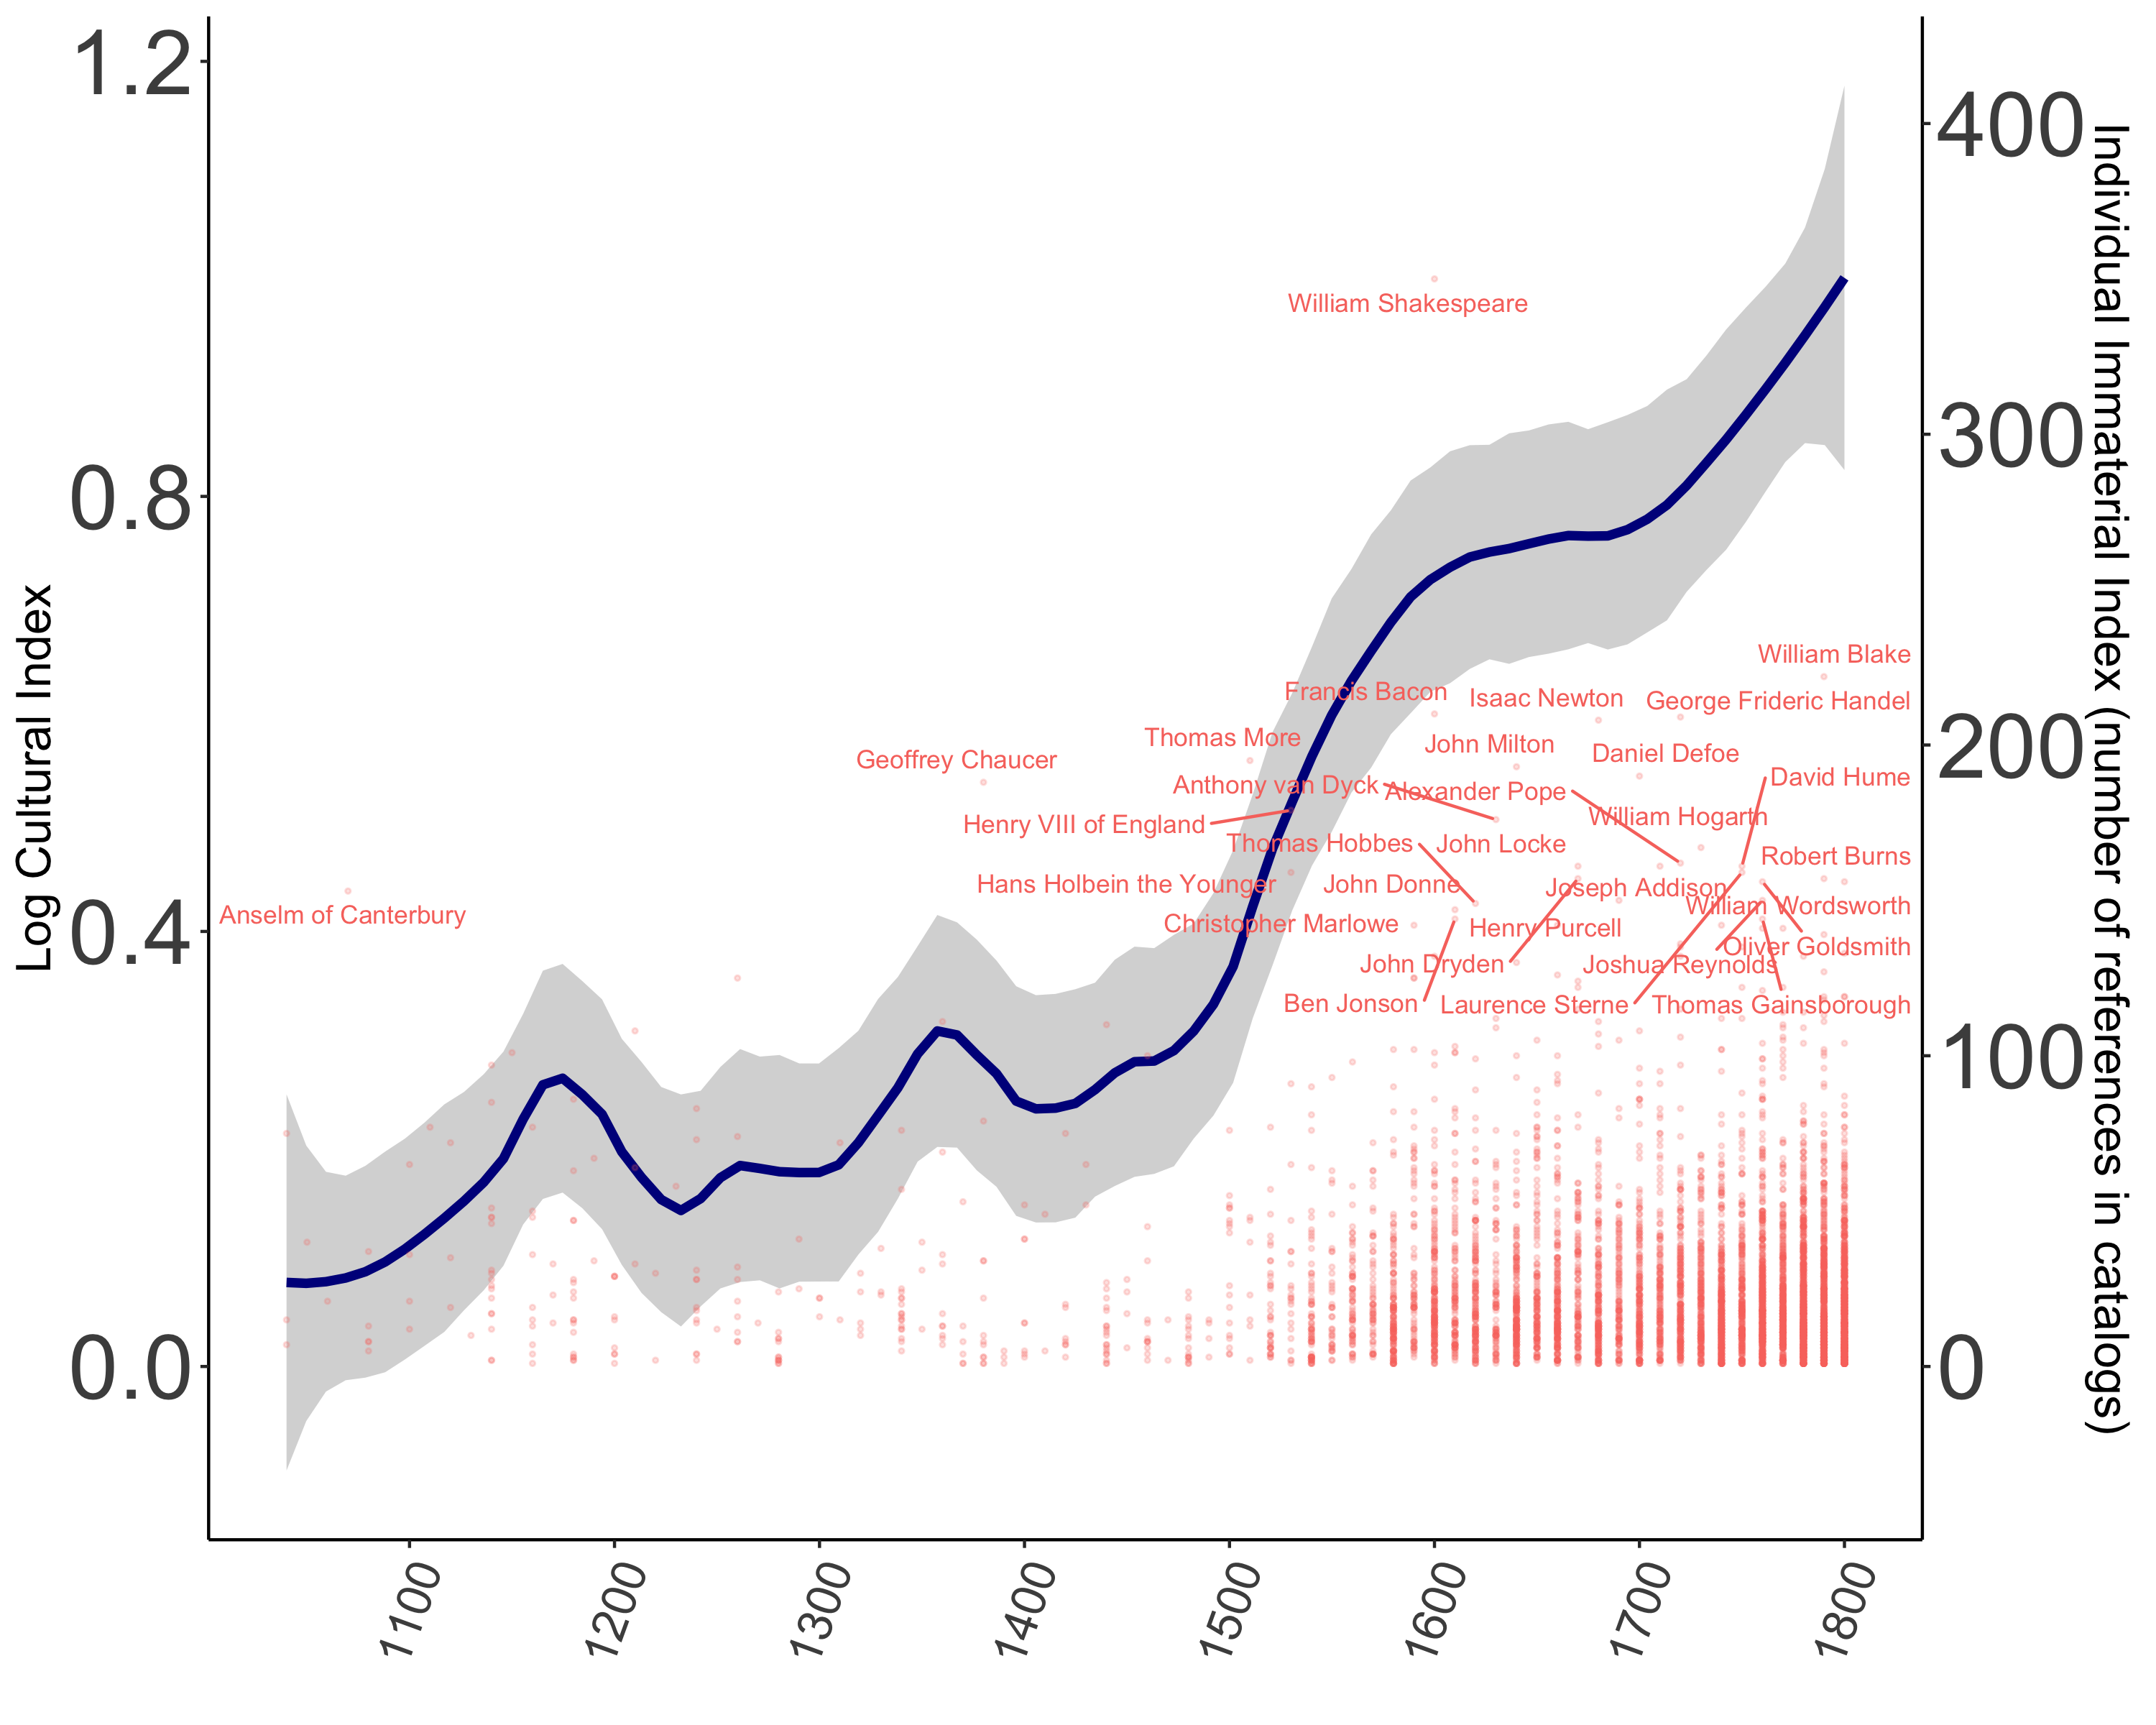 1.2
0.8
0.4
0.0
Log Cultural Index
400
300
200
100
0
Individual Immaterial Index (number of references in catalogs)
William Shakespeare
William Blake
Francis Bacon
Isaac Newton
George Frideric Handel
Thomas More
John Milton
Daniel Defoe
Geoffrey Chaucer
Anthony van Dyck
Alexander Pope
David Hume
Henry VIII of England
William Hogarth
Thomas Hobbes
John Locke
Robert Burns
Hans Holbein the Younger
John Donne
Joseph Addison
William Wordsworth
Anselm of Canterbury
Christopher Marlowe
Henry Purcell
Oliver Goldsmith
John Dryden
Joshua Reynolds
Ben Jonson
Laurence Sterne
Thomas Gainsborough
1100
1200
1300
1400
1500
1600
1700
1800